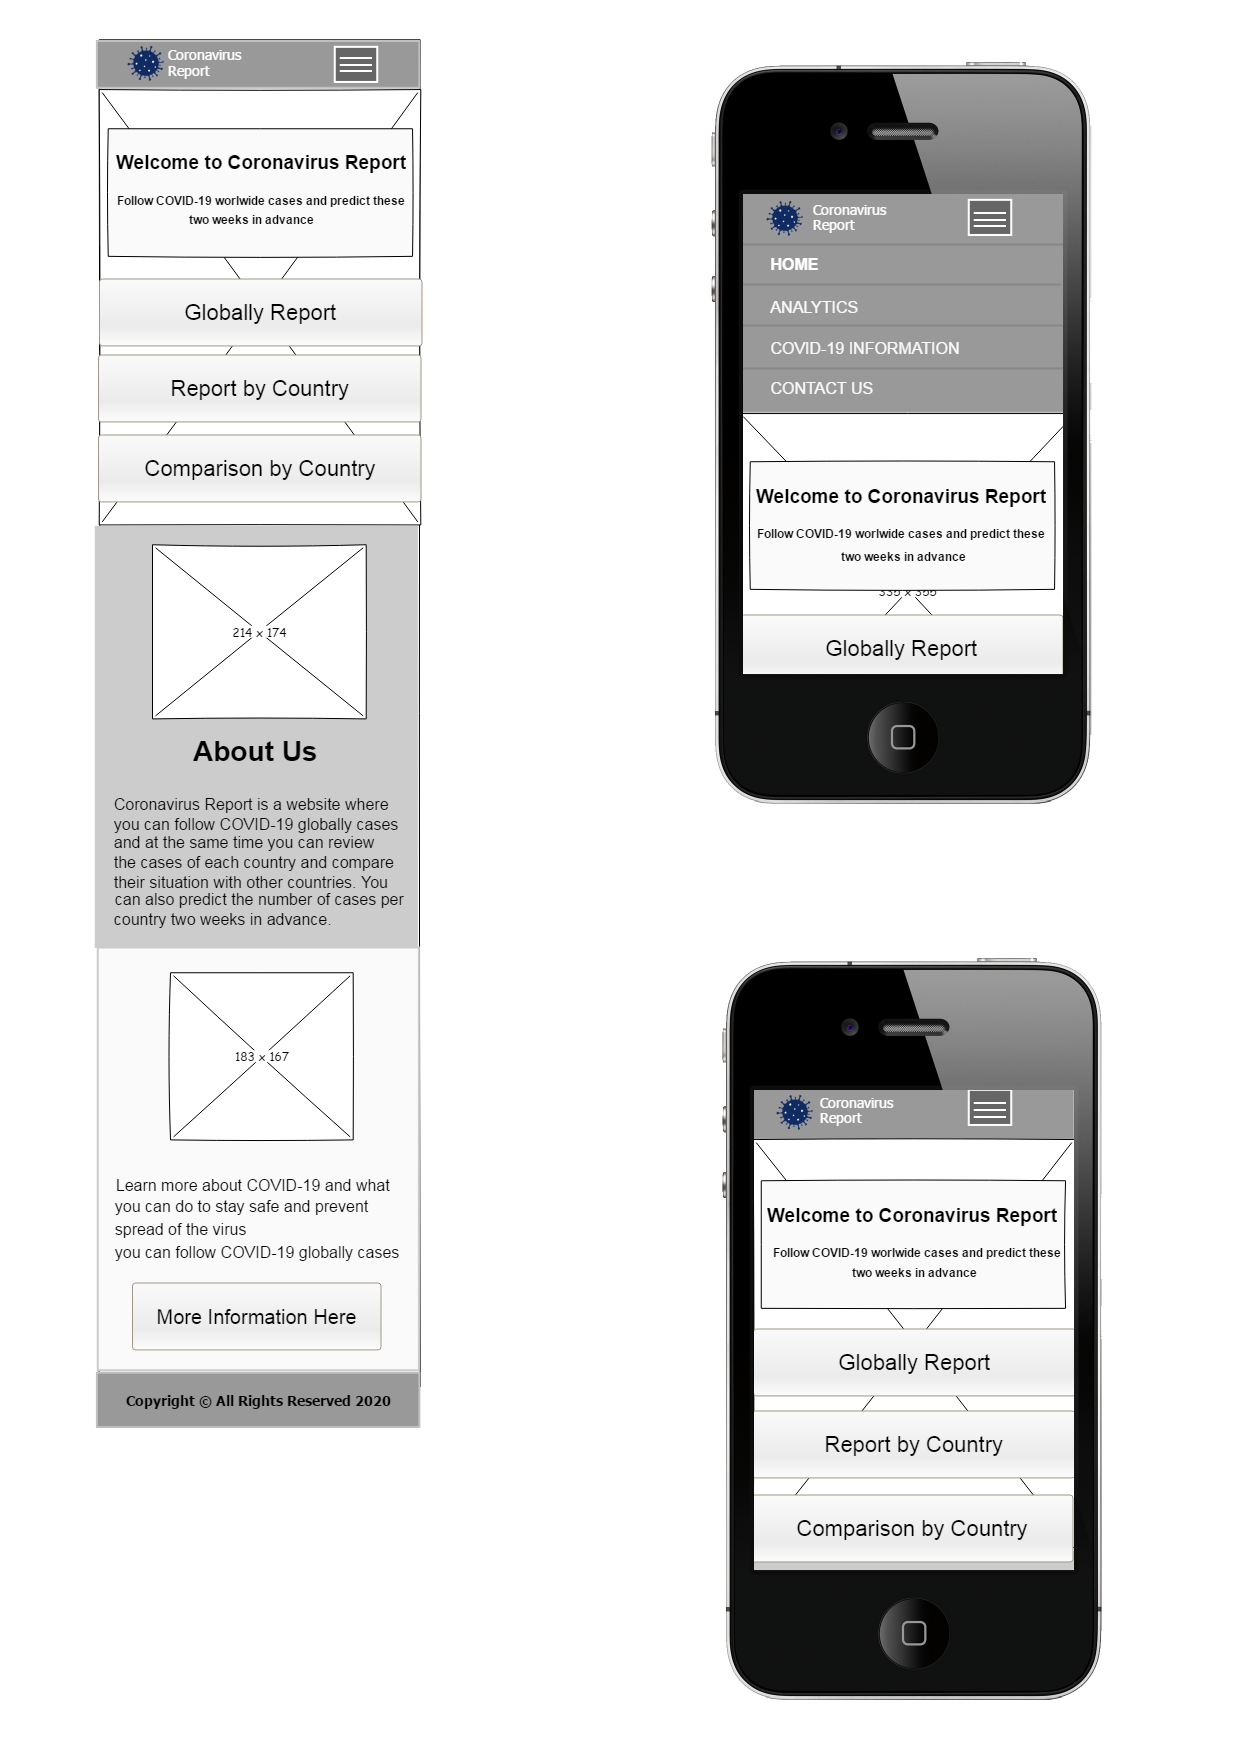 Coronavirus
Report
Welcome to Coronavirus Report
Follow COVID-19 worlwide cases and predict these
two weeks in advance
Globally Report
Report by Country
Comparison by Country
214 x 174
About Us
Coronavirus Report is a website where
you can follow COVID-19 globally cases
and at the same time you can review
the cases of each country and compare
their situation with other countries. You
can also predict the number of cases per
country two weeks in advance.
183 x 167
Learn more about COVID-19 and what
you can do to stay safe and prevent
spread of the virus
you can follow COVID-19 globally cases
More Information Here
Copyright © All Rights Reserved 2020
Coronavirus
Report
HOME
ANALYTICS
COVID-19 INFORMATION
CONTACT US
Welcome to Coronavirus Report
Follow COVID-19 worlwide cases and predict these
two weeks in advance
Globally Report
Coronavirus
Report
Welcome to Coronavirus Report
Follow COVID-19 worlwide cases and predict these
two weeks in advance
Globally Report
Report by Country
Comparison by Country